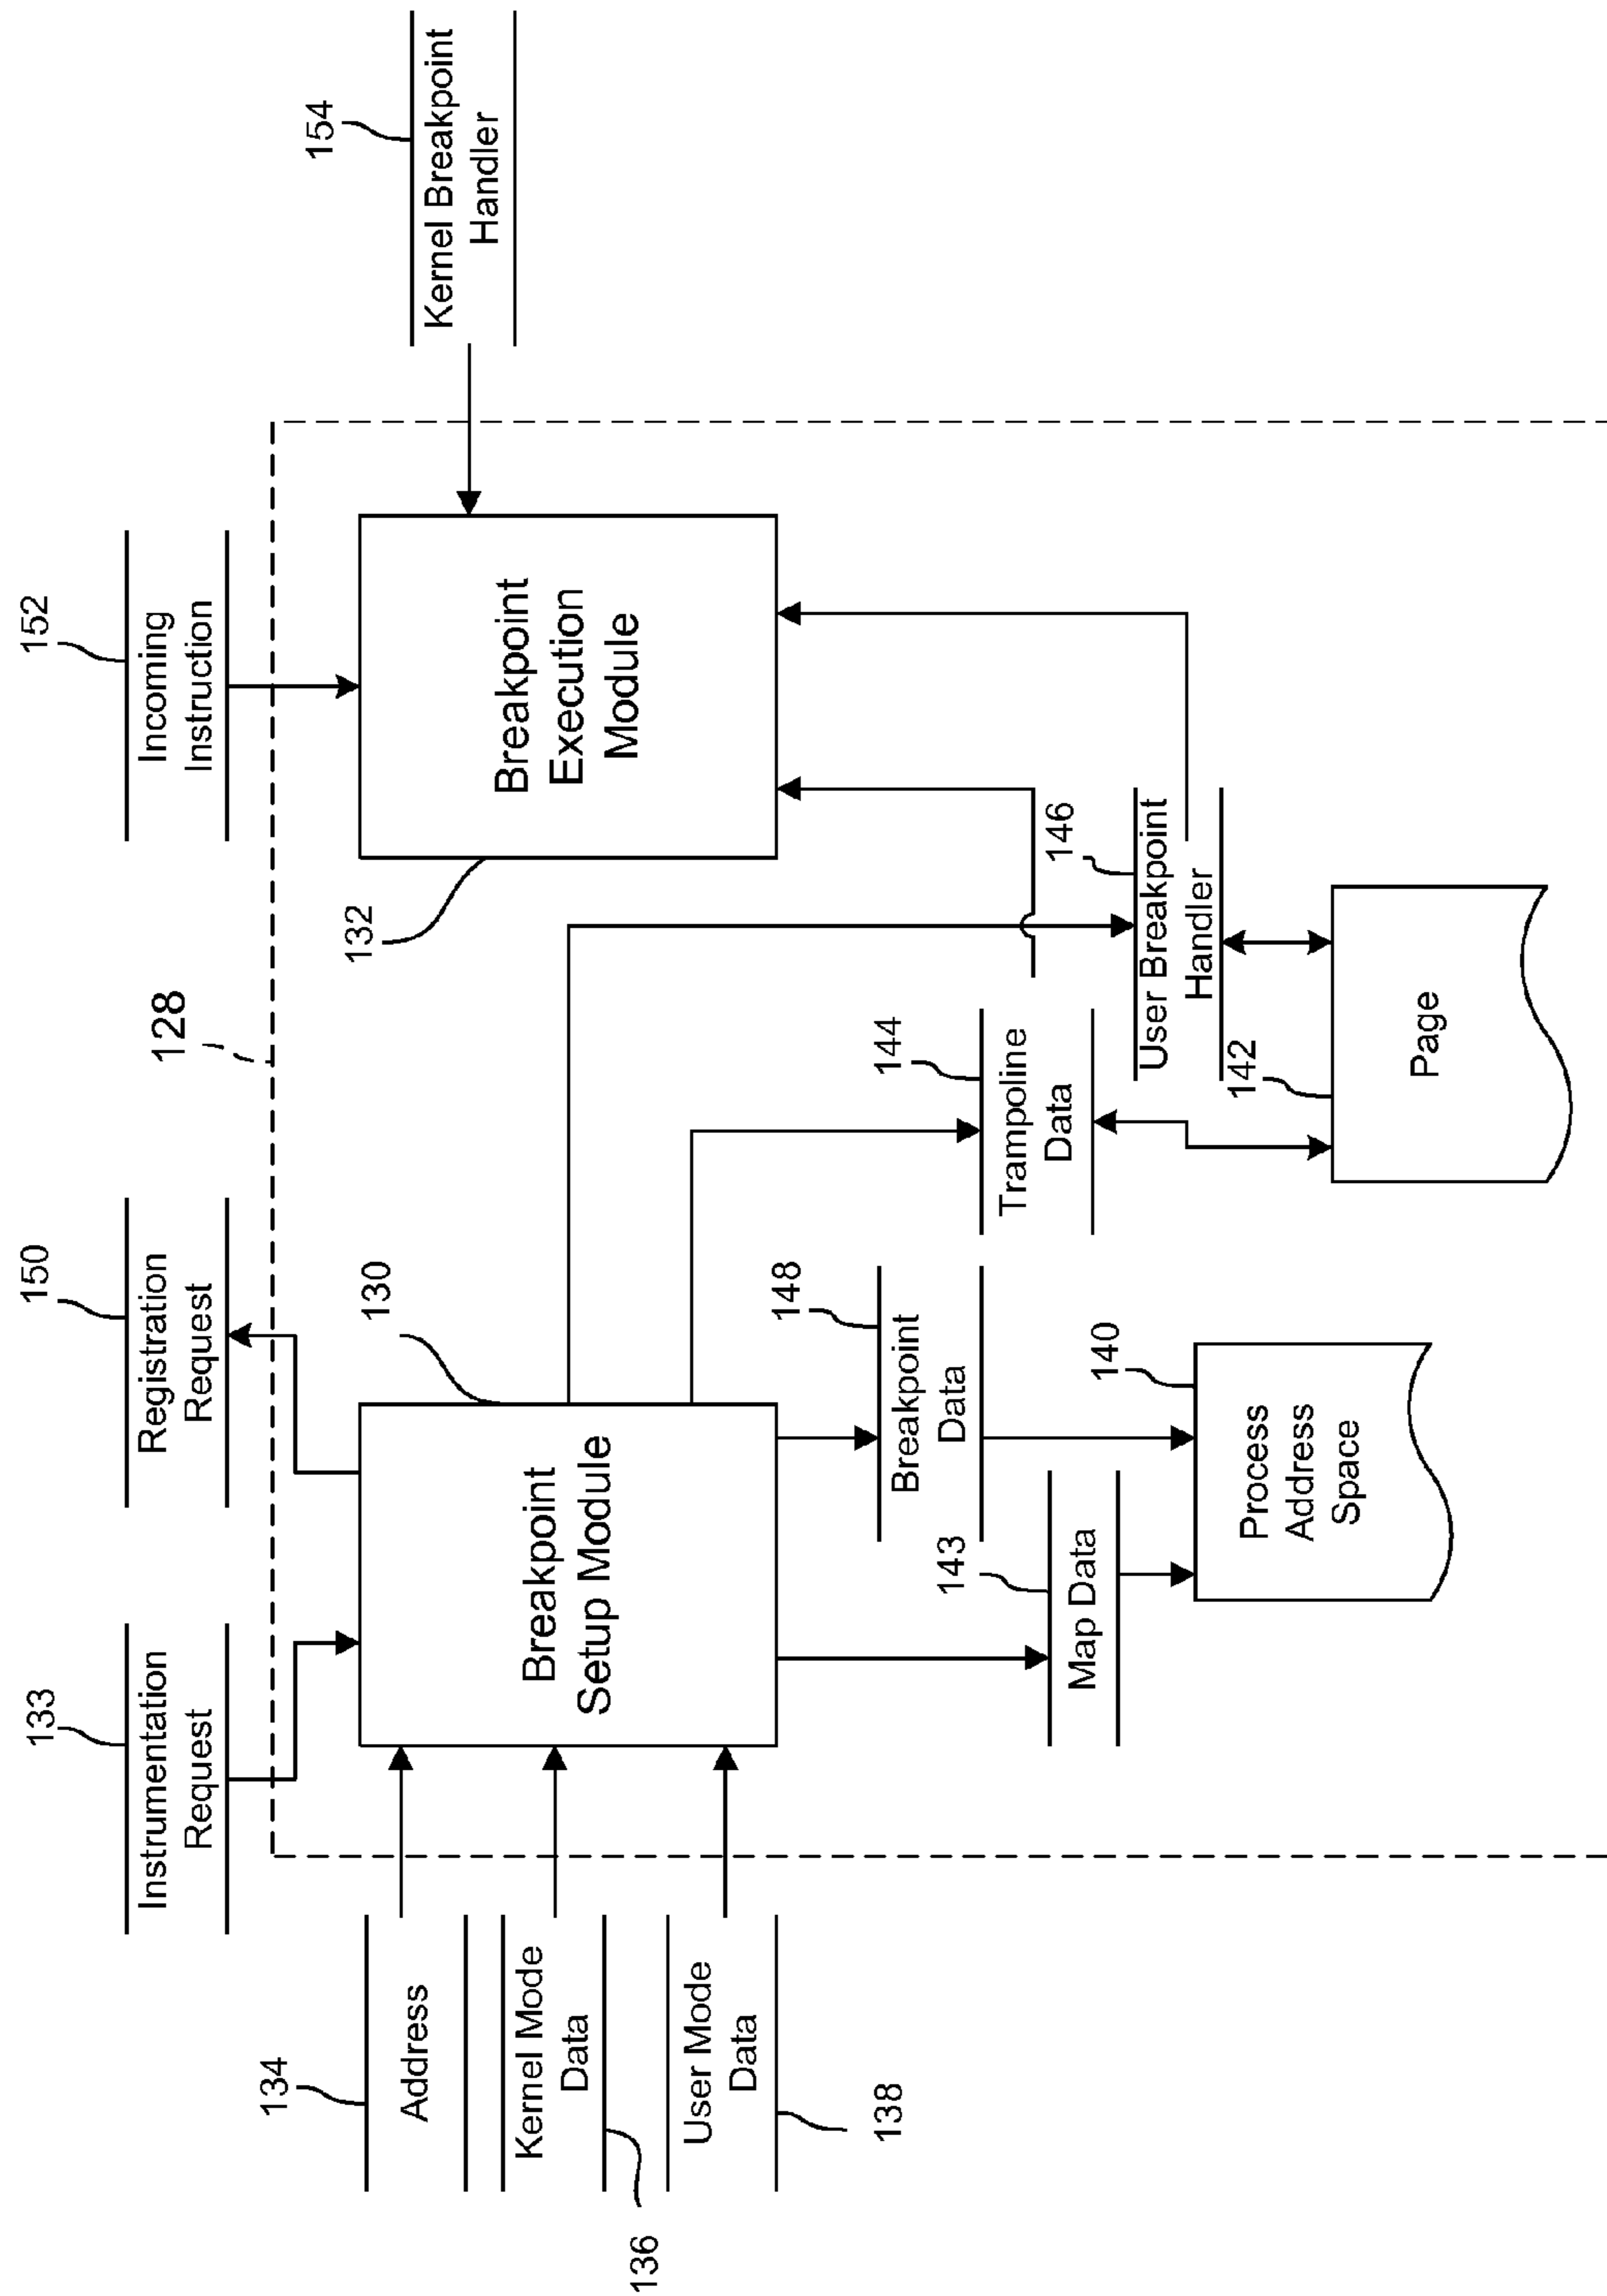 133
Instrumentation
Request
150
Registration
Request
152
Incoming
Instruction
128
154
Kernel Breakpoint
Handler
134
Address
Kernel Mode
Data
136
User Mode
Data
138
130
Breakpoint
Setup Module
132
Breakpoint
Execution
Module
148
Breakpoint
Data
143
Map Data
144
Trampoline
Data
146
User Breakpoint
Handler
140
Process
Address
Space
142
Page